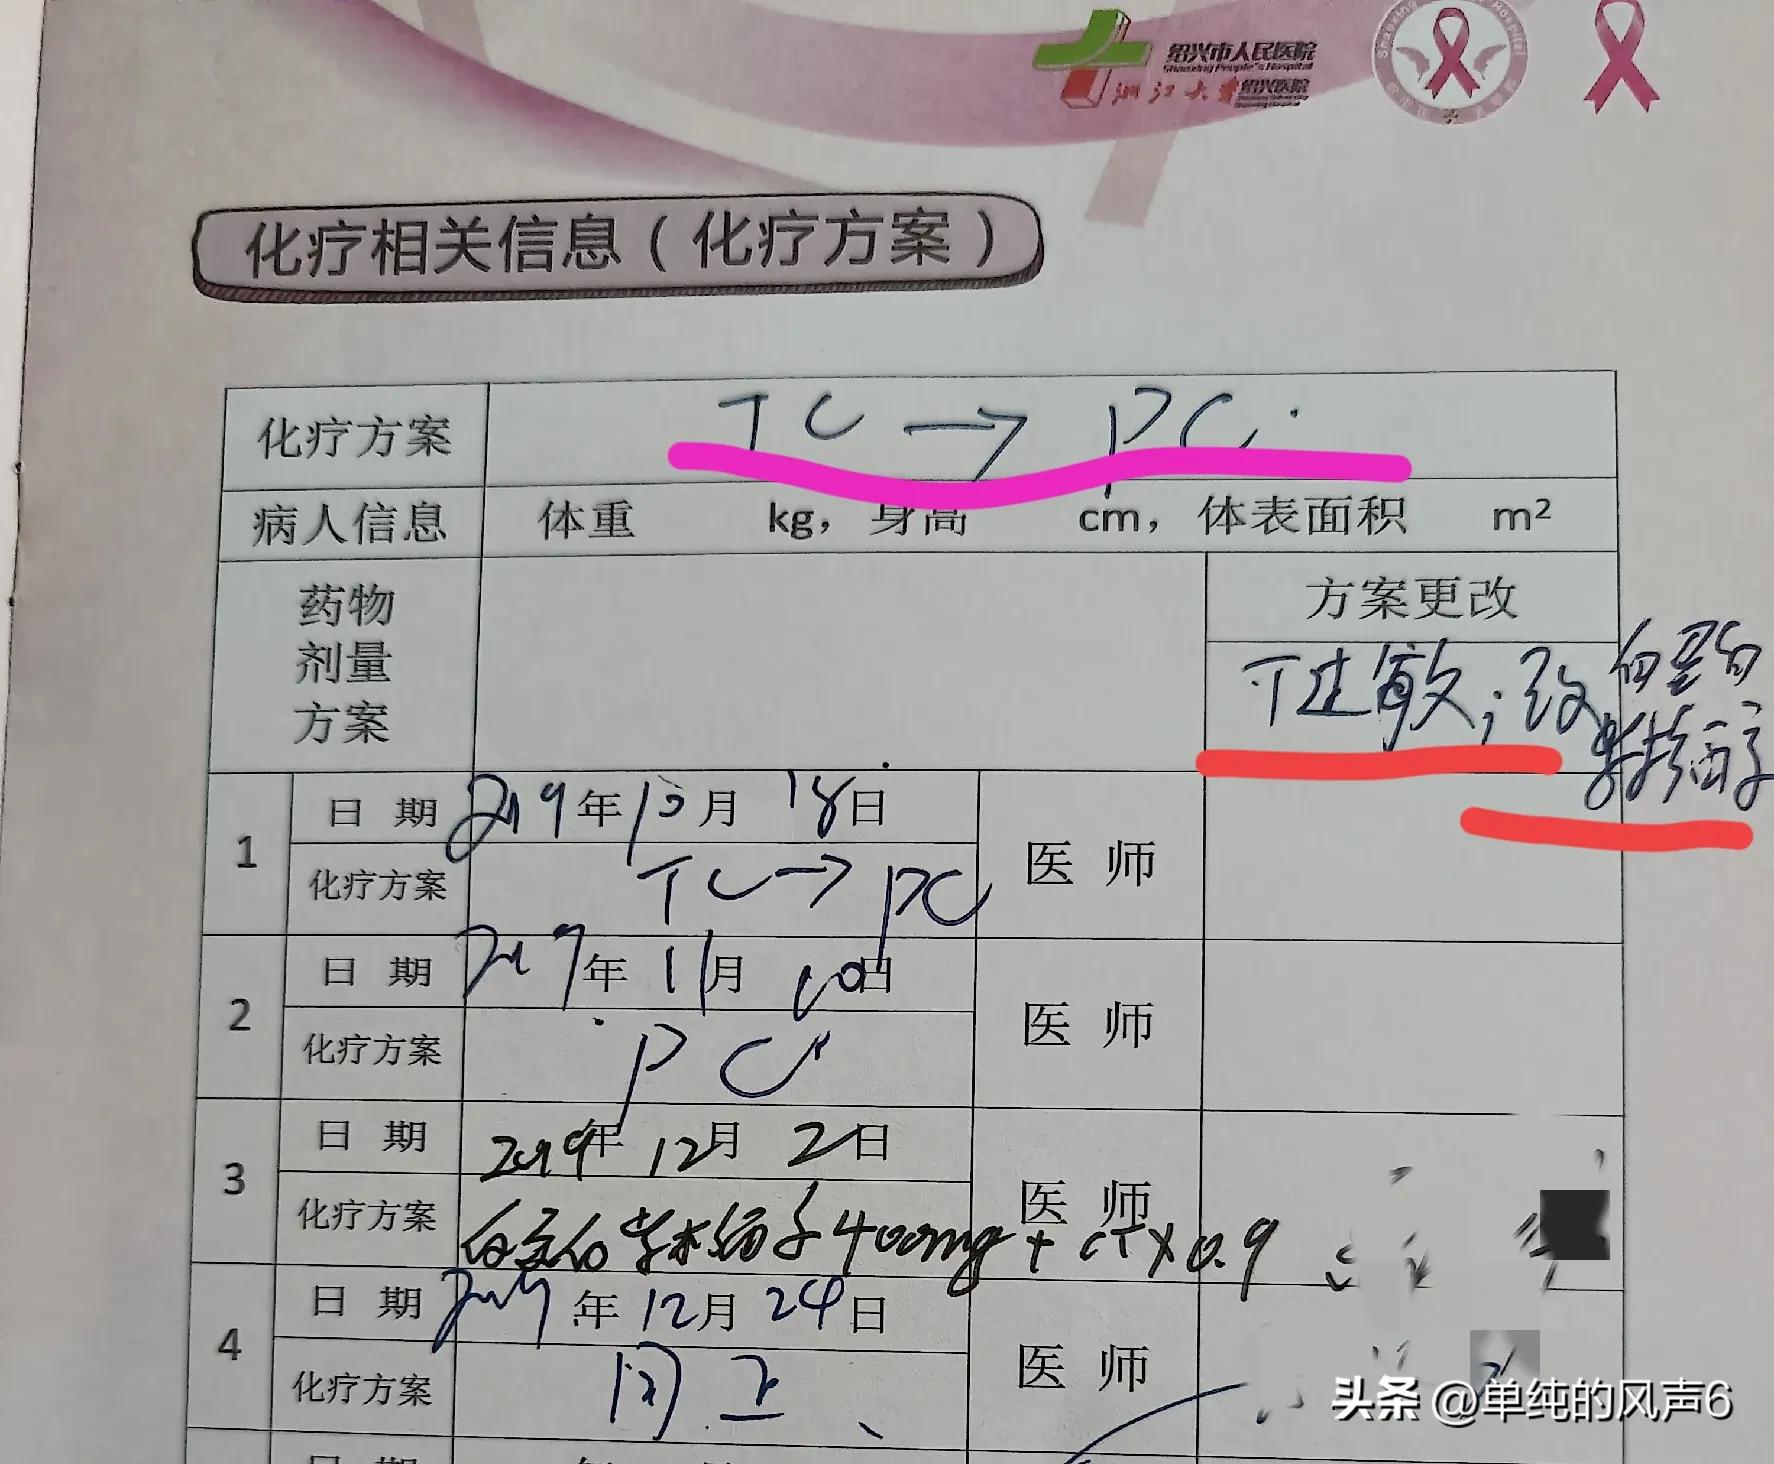 绍兴市人民医院
Shaoxing People's Hospital
浙江大学绍兴医院
化疗相关信息（化疗方案）
化疗方案 TC→PC
病人信息 体重 kg，身高 cm，体表面积 m²
药物剂量方案 方案更改
T过敏；改白蛋白紫杉醇
1 日期 2019年10月18日 医师
化疗方案 TC→PC
2 日期 2019年11月10日 医师
化疗方案 PC
3 日期 2019年12月2日 医师
化疗方案 白蛋白紫杉 400mg + CTX0.9
4 日期 2019年12月24日 医师
化疗方案 同上
日期 年 月 日
头条 @单纯的风声6